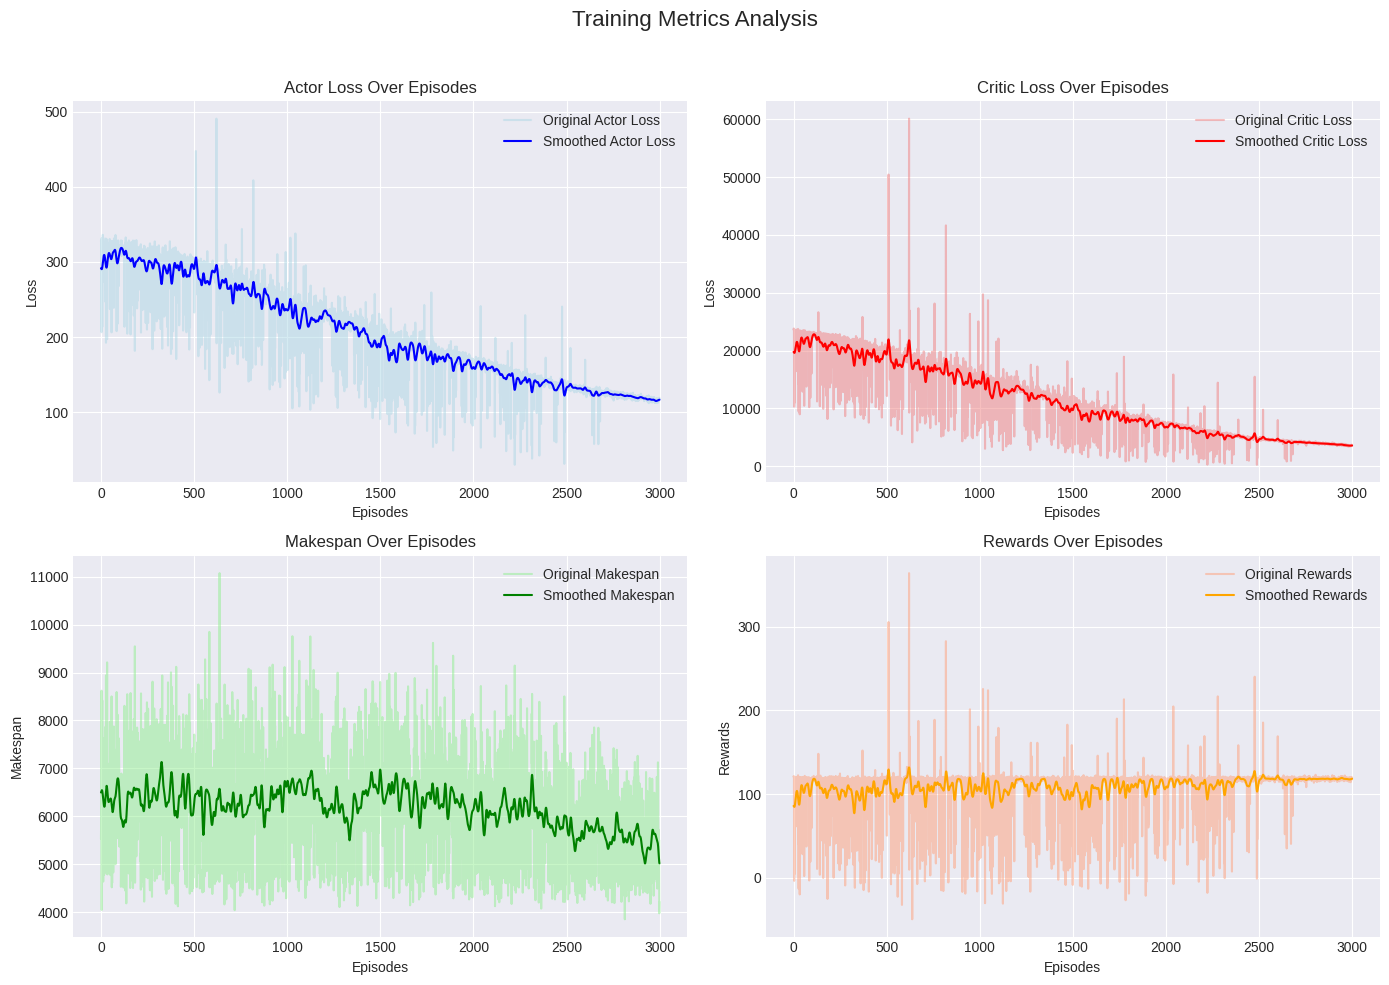 Training Metrics Analysis
Actor Loss Over Episodes
Original Actor Loss
Smoothed Actor Loss
500
400
300
200
100
Loss
0 500 1000 1500 2000 2500 3000
Episodes
Critic Loss Over Episodes
Original Critic Loss
Smoothed Critic Loss
60000
50000
40000
30000
20000
10000
0
Loss
0 500 1000 1500 2000 2500 3000
Episodes
Makespan Over Episodes
Original Makespan
Smoothed Makespan
11000
10000
9000
8000
7000
6000
5000
4000
Makespan
0 500 1000 1500 2000 2500 3000
Episodes
Rewards Over Episodes
Original Rewards
Smoothed Rewards
300
200
100
0
Rewards
0 500 1000 1500 2000 2500 3000
Episodes